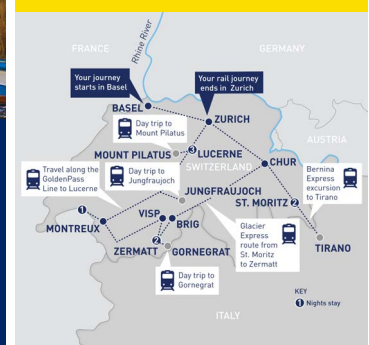 FRANCE
Rhine River
GERMANY
Your journey
starts in Basel
Your rail journey
ends in Zurich
BASEL
ZURICH
Day trip to
Mount Pilatus
AUSTRIA
MOUNT PILATUS
3 LUCERNE
SWITZERLAND
CHUR
Travel along the
GoldenPass
Line to Lucerne
Day trip to
Jungfraujoch
Bernina
Express
excursion
to Tirano
JUNGFRAUJOCH
ST. MORITZ 2
1
MONTREUX
VISP
BRIG
Glacier
Express
route from
St. Moritz
to Zermatt
TIRANO
2
ZERMATT
GORNEGRAT
Day trip to
Gornegrat
KEY
1 Nights stay
ITALY